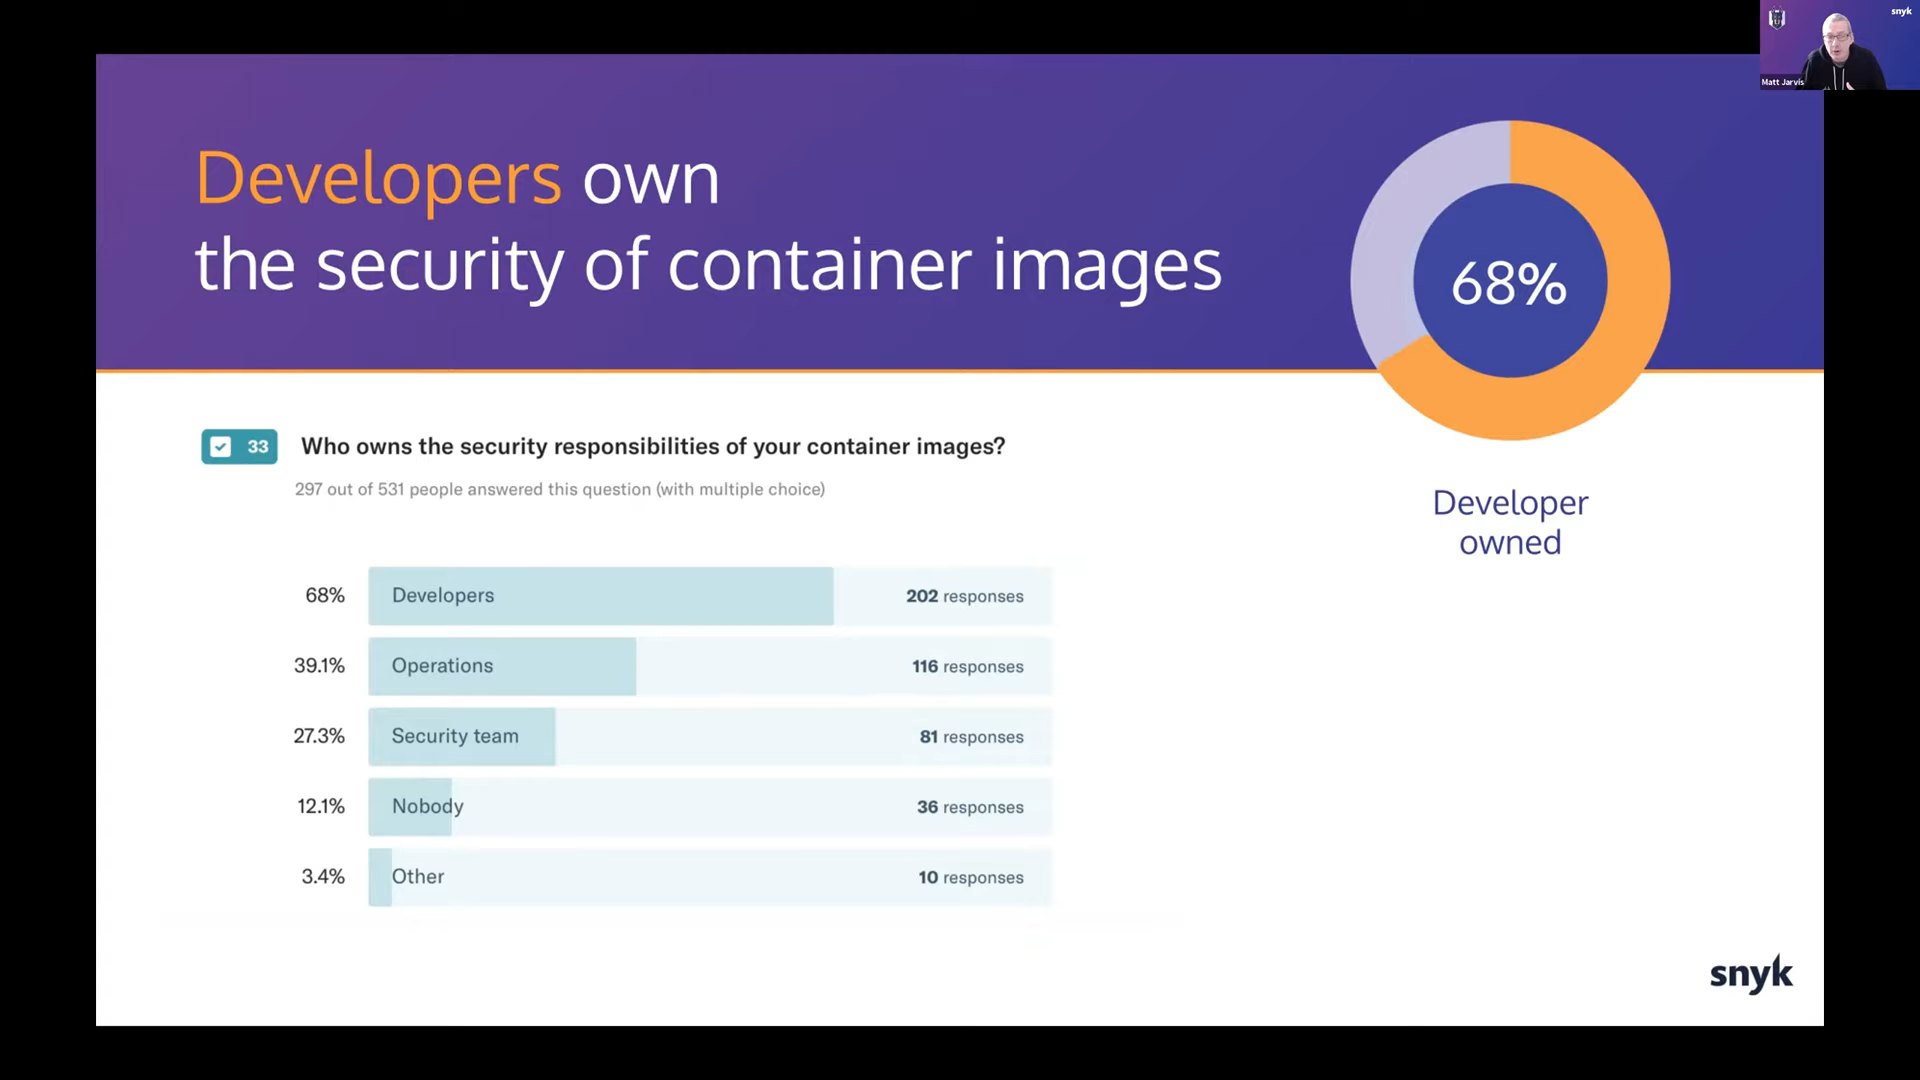 snyk
Matt Jarvis
Developers own
the security of container images
68%
Developer
owned
33 Who owns the security responsibilities of your container images?
297 out of 531 people answered this question (with multiple choice)
68% Developers 202 responses
39.1% Operations 116 responses
27.3% Security team 81 responses
12.1% Nobody 36 responses
3.4% Other 10 responses
snyk